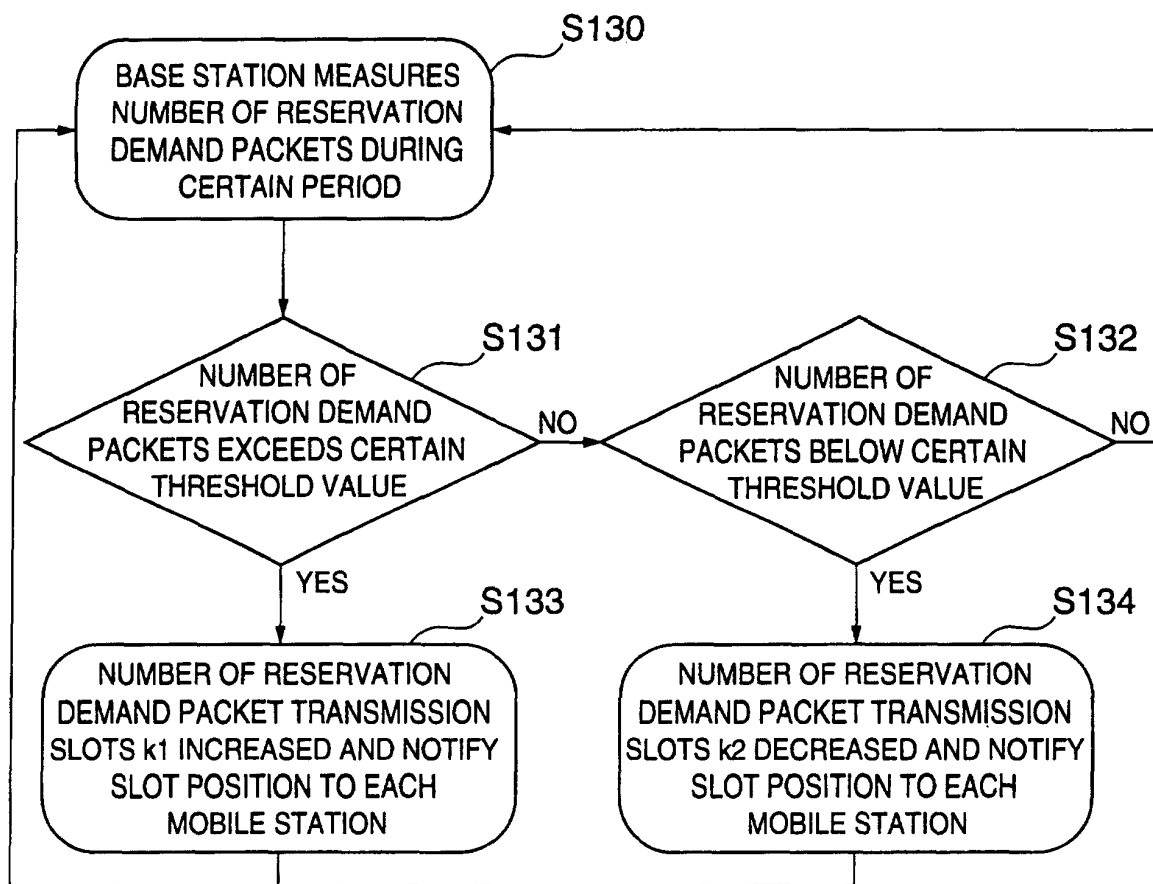 S130
BASE STATION MEASURES
NUMBER OF RESERVATION
DEMAND PACKETS DURING
CERTAIN PERIOD
S131
NUMBER OF
RESERVATION DEMAND
PACKETS EXCEEDS CERTAIN
THRESHOLD VALUE
NO
YES
S132
NUMBER OF
RESERVATION DEMAND
PACKETS BELOW CERTAIN
THRESHOLD VALUE
NO
YES
S133
NUMBER OF RESERVATION
DEMAND PACKET TRANSMISSION
SLOTS k1 INCREASED AND NOTIFY
SLOT POSITION TO EACH
MOBILE STATION
S134
NUMBER OF RESERVATION
DEMAND PACKET TRANSMISSION
SLOTS k2 DECREASED AND NOTIFY
SLOT POSITION TO EACH
MOBILE STATION